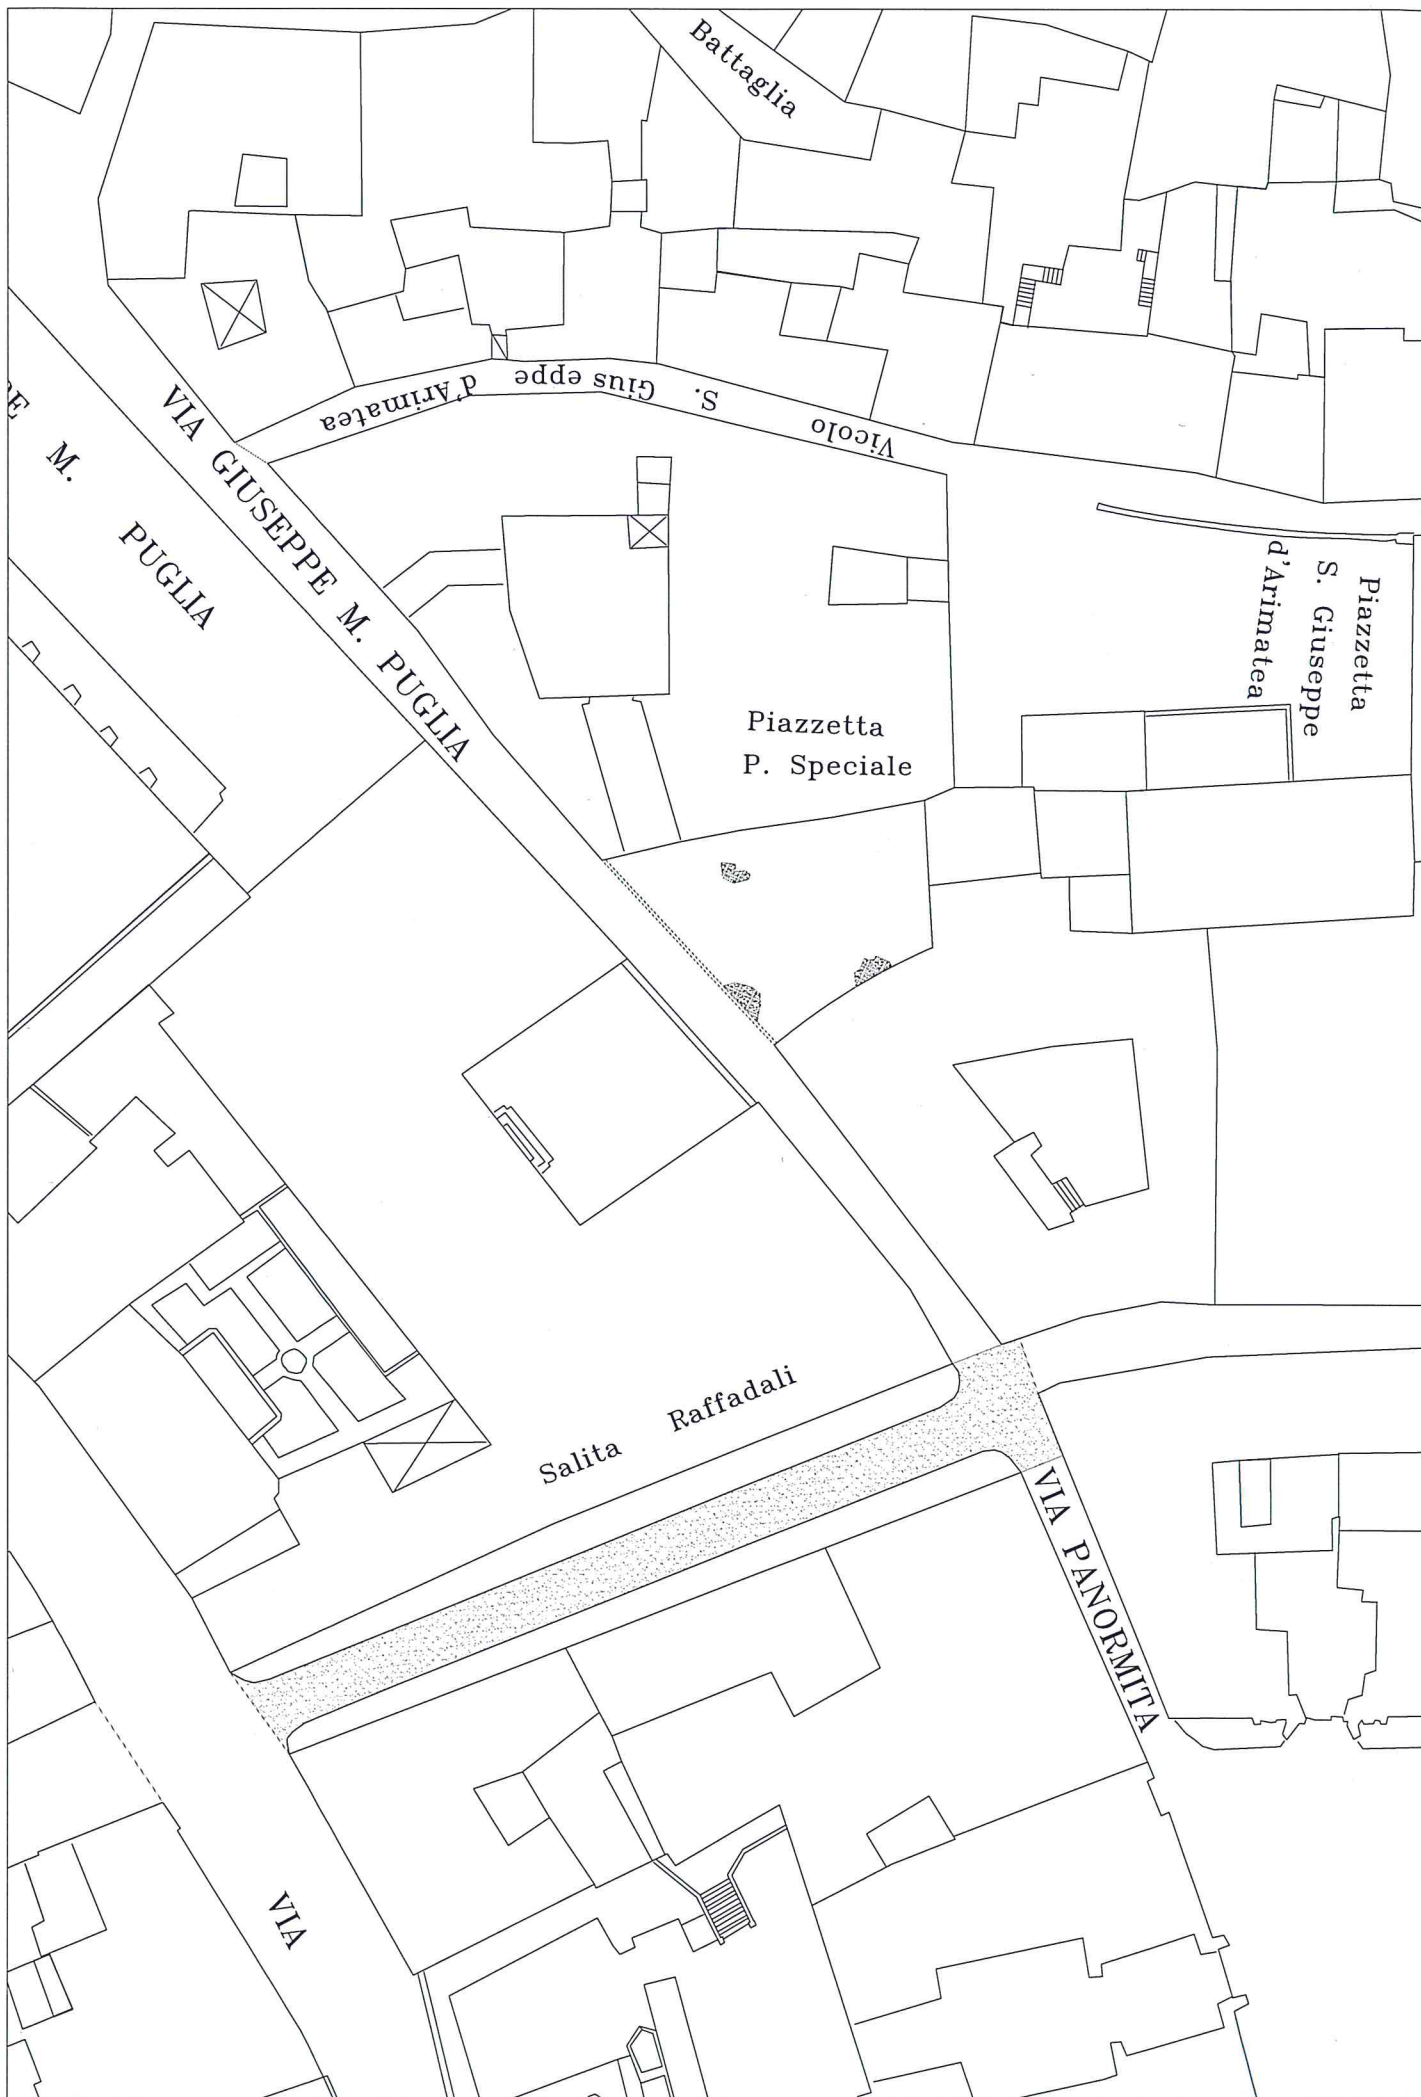 Battaglia
Vicolo S. Gius eppe d'Arimatea
VIA GIUSEPPE M. PUGLIA
M. PUGLIA
Piazzetta
S. Giuseppe
d'Arimatea
Piazzetta
P. Speciale
Salita Raffadali
VIA PANORMITA
VIA